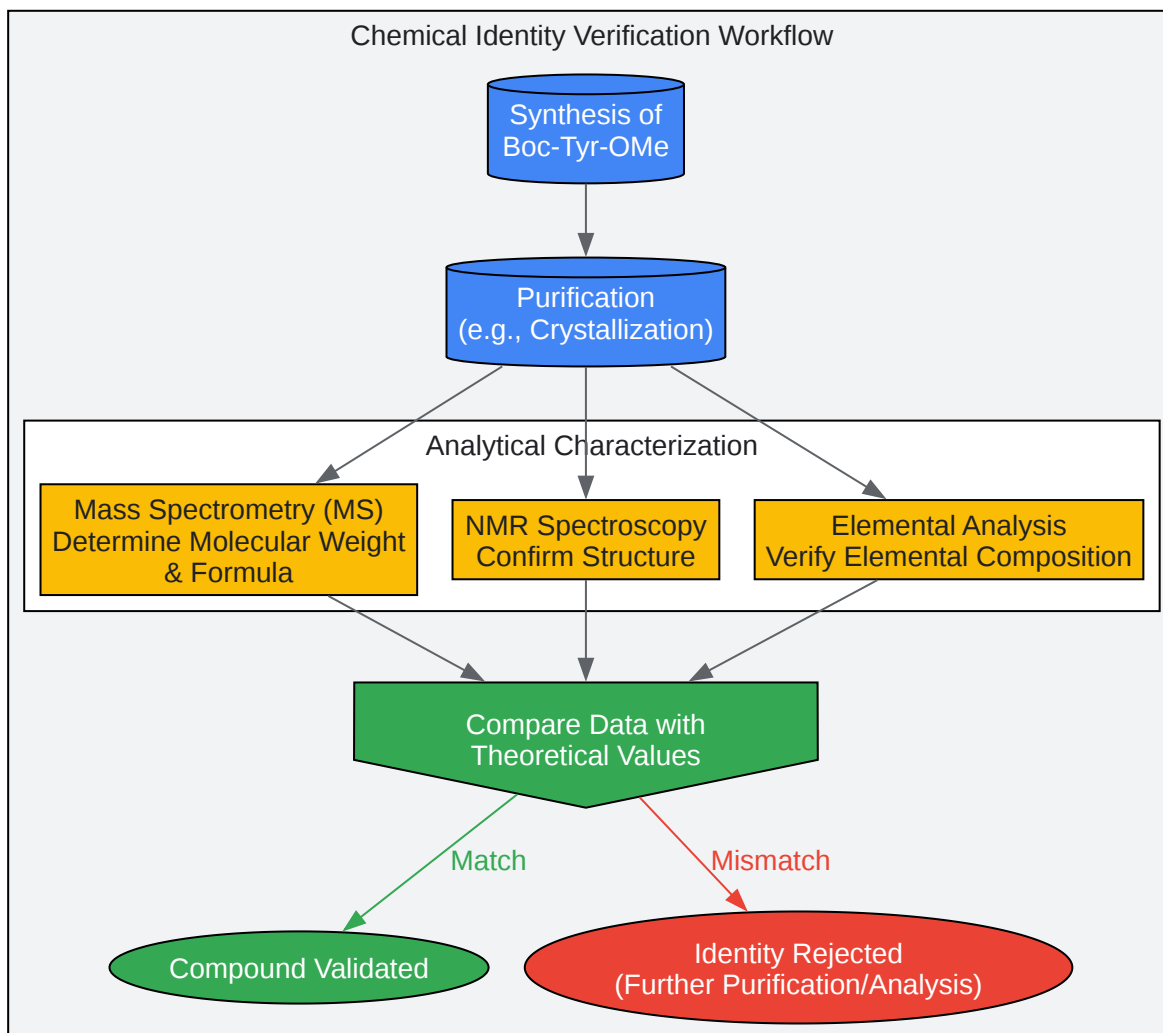 Chemical Identity Verification Workflow
Synthesis of
Boc-Tyr-OMe
Purification
(e.g., Crystallization)
Analytical Characterization
Mass Spectrometry (MS)
Determine Molecular Weight
& Formula
NMR Spectroscopy
Confirm Structure
Elemental Analysis
Verify Elemental Composition
Compare Data with
Theoretical Values
Match
Mismatch
Compound Validated
Identity Rejected
(Further Purification/Analysis)